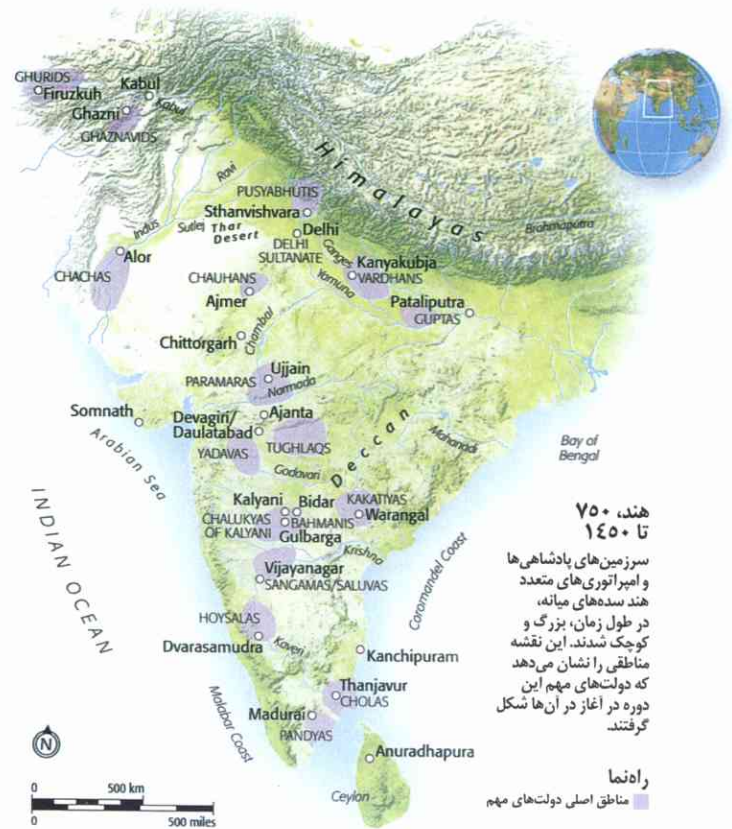 GHURIDS
Firuzkuh
Kabul
Kabul
Ghazni
GHAZNAVIDS
Himalayas
Ravi
PUSYABHUTIS
Sthanvishvara
Indus
Sutlej
Thar
Desert
Delhi
DELHI
SULTANATE
Ganges
Brahmaputra
Alor
CHACHAS
Kanyakubja
VARDHANS
Yamuna
CHAUHANS
Ajmer
Pataliputra
GUPTAS
Chambal
Chittorgarh
Ujjain
PARAMARAS
Narmada
Somnath
Devagiri/
Daulatabad
Ajanta
YADAVAS
TUGHLAQS
Deccan
Mahanadi
Godavari
Arabian Sea
Bay of
Bengal
INDIAN OCEAN
Kalyani
Bidar
KAKATIYAS
Warangal
CHALUKYAS
OF KALYANI
BAHMANIS
Gulbarga
Krishna
Vijayanagar
SANGAMAS/SALUVAS
Coromandel Coast
HOYSALAS
Dvarasamudra
Kaveri
Kanchipuram
Thanjavur
CHOLAS
Malabar Coast
Madurai
PANDYAS
Anuradhapura
Ceylon
هند، ۷۵۰
تا ۱۴۵۰
سرزمین‌های پادشاهی‌ها
و امپراتوری‌های متعدد
هند سده‌های میانه،
در طول زمان، بزرگ و
کوچک شدند. این نقشه
مناطقی را نشان می‌دهد
که دولت‌های مهم این
دوره در آغاز در آن‌ها شکل
گرفتند.
راه‌نما
مناطق اصلی دولت‌های مهم
N
0 500 km
0 500 miles